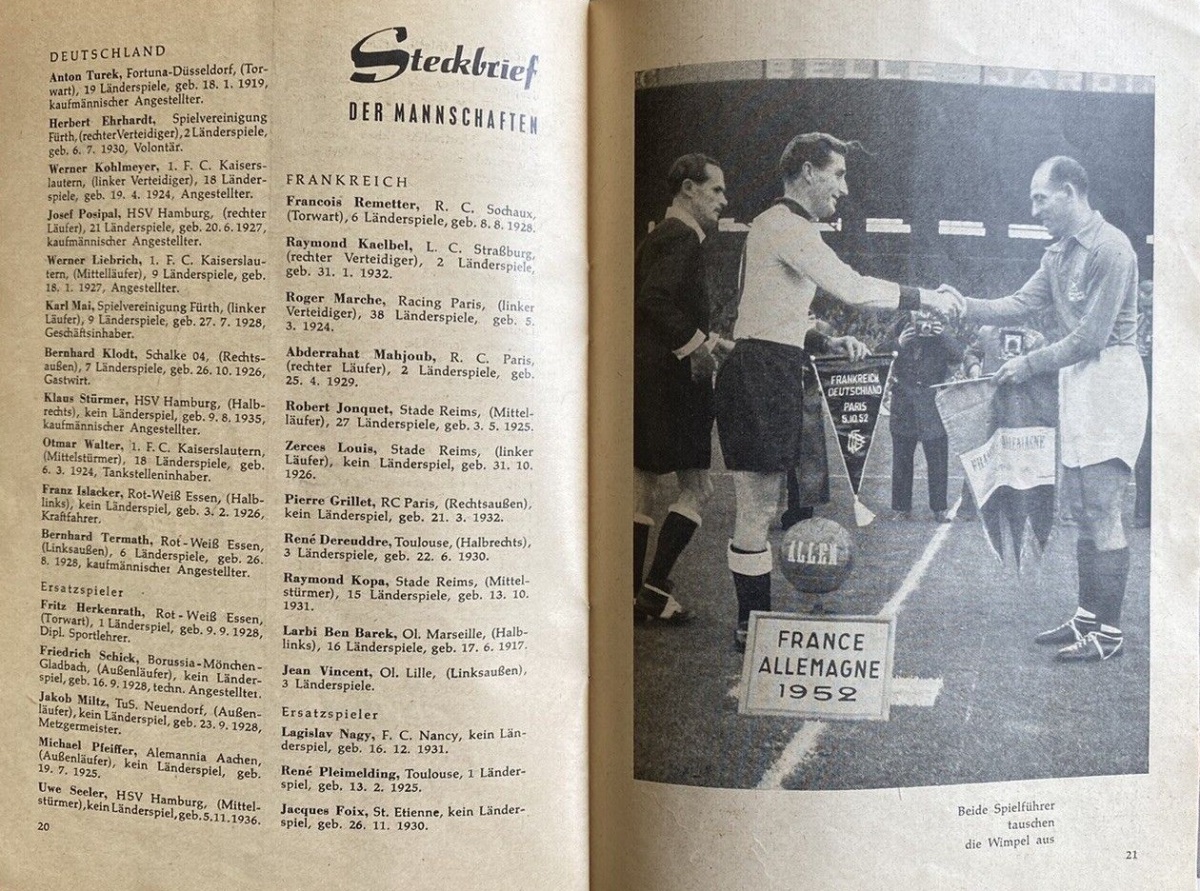 DEUTSCHLAND
Anton Turek, Fortuna-Düsseldorf, (Tor-
wart), 19 Länderspiele, geb. 18. 1. 1919,
kaufmännischer Angestellter.
Herbert Ehrhardt, Spielvereinigung
Fürth, (rechter Verteidiger), 2 Länderspiele,
geb. 6. 7. 1930, Volontär.
Werner Kohlmeyer, 1. F. C. Kaisers-
lautern, (linker Verteidiger), 18 Länder-
spiele, geb. 19. 4. 1924, Angestellter.
Josef Posipal, HSV Hamburg, (rechter
Läufer), 21 Länderspiele, geb. 20. 6. 1927,
kaufmännischer Angestellter.
Werner Liebrich, 1. F. C. Kaiserslau-
tern, (Mittelläufer), 9 Länderspiele, geb.
18. 1. 1927, Angestellter.
Karl Mai, Spielvereinigung Fürth, (linker
Läufer), 9 Länderspiele, geb. 27. 7. 1928,
Geschäftsinhaber.
Bernhard Klodt, Schalke 04, (Rechts-
außen), 7 Länderspiele, geb. 26. 10. 1926,
Gastwirt.
Klaus Stürmer, HSV Hamburg, (Halb-
rechts), kein Länderspiel, geb. 9. 8. 1935,
kaufmännischer Angestellter.
Otmar Walter, 1. F. C. Kaiserslautern,
(Mittelstürmer), 18 Länderspiele, geb.
6. 3. 1924, Tankstelleninhaber.
Franz Islacker, Rot-Weiß Essen, (Halb-
links), kein Länderspiel, geb. 3. 2. 1926,
Kraftfahrer.
Bernhard Termath, Rot-Weiß Essen,
(Linksaußen), 6 Länderspiele, geb. 26.
8. 1928, kaufmännischer Angestellter.
Ersatzspieler
Fritz Herkenrath, Rot-Weiß Essen,
(Torwart), 1 Länderspiel, geb. 9. 9. 1928,
Dipl. Sportlehrer.
Friedrich Schick, Borussia-Mönchen-
Gladbach, (Außenläufer), kein Länder-
spiel, geb. 16. 9. 1928, techn. Angestellter.
Jakob Miltz, TuS. Neuendorf, (Außen-
läufer), kein Länderspiel, geb. 23. 9. 1928,
Metzgermeister.
Michael Pfeiffer, Alemannia Aachen,
(Außenläufer), kein Länderspiel, geb.
19. 7. 1925.
Uwe Seeler, HSV Hamburg, (Mittel-
stürmer), kein Länderspiel, geb. 5. 11. 1936.
20
Steckbrief
DER MANNSCHAFTEN
FRANKREICH
Francois Remetter, R. C. Sochaux,
(Torwart), 6 Länderspiele, geb. 8. 8. 1928.
Raymond Kaelbel, L. C. Straßburg,
(rechter Verteidiger), 2 Länderspiele,
geb. 31. 1. 1932.
Roger Marche, Racing Paris, (linker
Verteidiger), 38 Länderspiele, geb. 5.
3. 1924.
Abderrahat Mahjoub, R. C. Paris,
(rechter Läufer), 2 Länderspiele, geb.
25. 4. 1929.
Robert Jonquet, Stade Reims, (Mittel-
läufer), 27 Länderspiele, geb. 3. 5. 1925.
Zerces Louis, Stade Reims, (linker
Läufer), kein Länderspiel, geb. 31. 10.
1926.
Pierre Grillet, RC Paris, (Rechtsaußen),
kein Länderspiel, geb. 21. 3. 1932.
René Dereuddre, Toulouse, (Halbrechts),
3 Länderspiele, geb. 22. 6. 1930.
Raymond Kopa, Stade Reims, (Mittel-
stürmer), 15 Länderspiele, geb. 13. 10.
1931.
Larbi Ben Barek, Ol. Marseille, (Halb-
links), 16 Länderspiele, geb. 17. 6. 1917.
Jean Vincent, Ol. Lille, (Linksaußen),
3 Länderspiele.
Ersatzspieler
Lagislav Nagy, F. C. Nancy, kein Län-
derspiel, geb. 16. 12. 1931.
René Pleimelding, Toulouse, 1 Länder-
spiel, geb. 13. 2. 1925.
Jacques Foix, St. Etienne, kein Länder-
spiel, geb. 26. 11. 1930.
FRANKREICH
DEUTSCHLAND
PARIS
5.10.52
ALLEN
FRANCE
ALLEMAGNE
1952
Beide Spielführer
tauschen
die Wimpel aus
21